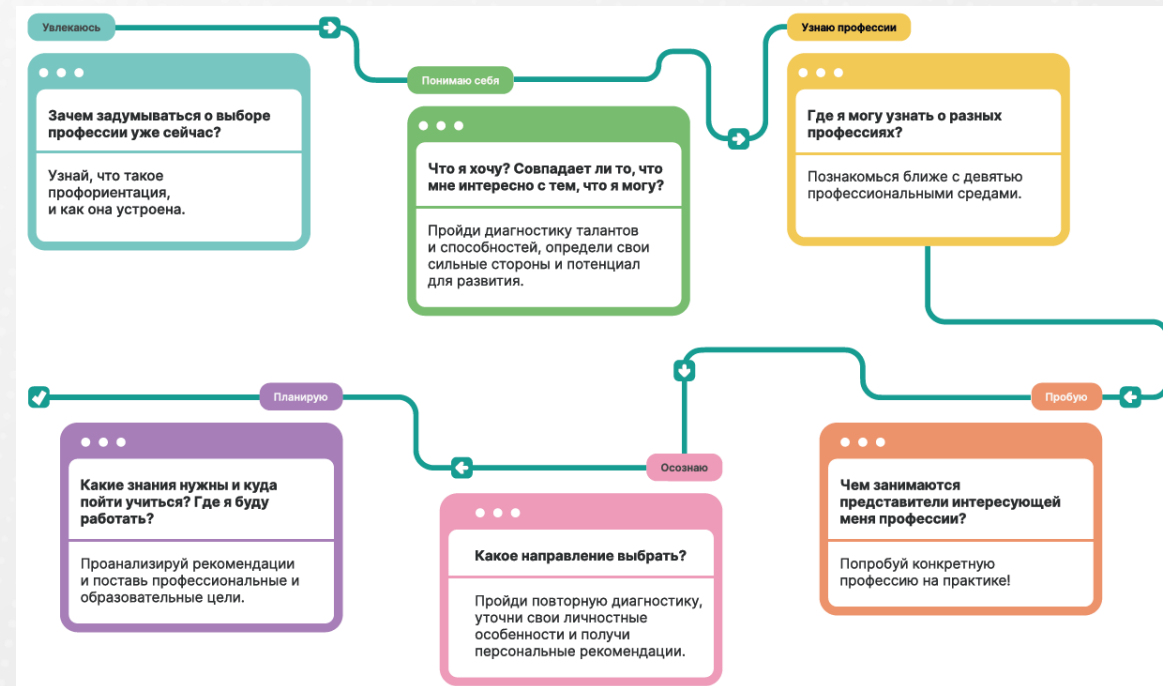 Увлекаюсь
Зачем задумываться о выборе
профессии уже сейчас?
Узнай, что такое
профориентация,
и как она устроена.
Понимаю себя
Что я хочу? Совпадает ли то, что
мне интересно с тем, что я могу?
Пройди диагностику талантов
и способностей, определи свои
сильные стороны и потенциал
для развития.
Узнаю профессии
Где я могу узнать о разных
профессиях?
Познакомься ближе с девятью
профессиональными средами.
Пробую
Чем занимаются
представители интересующей
меня профессии?
Попробуй конкретную
профессию на практике!
Осознаю
Какое направление выбрать?
Пройди повторную диагностику,
уточни свои личностные
особенности и получи
персональные рекомендации.
Планирую
Какие знания нужны и куда
пойти учиться? Где я буду
работать?
Проанализируй рекомендации
и поставь профессиональные и
образовательные цели.